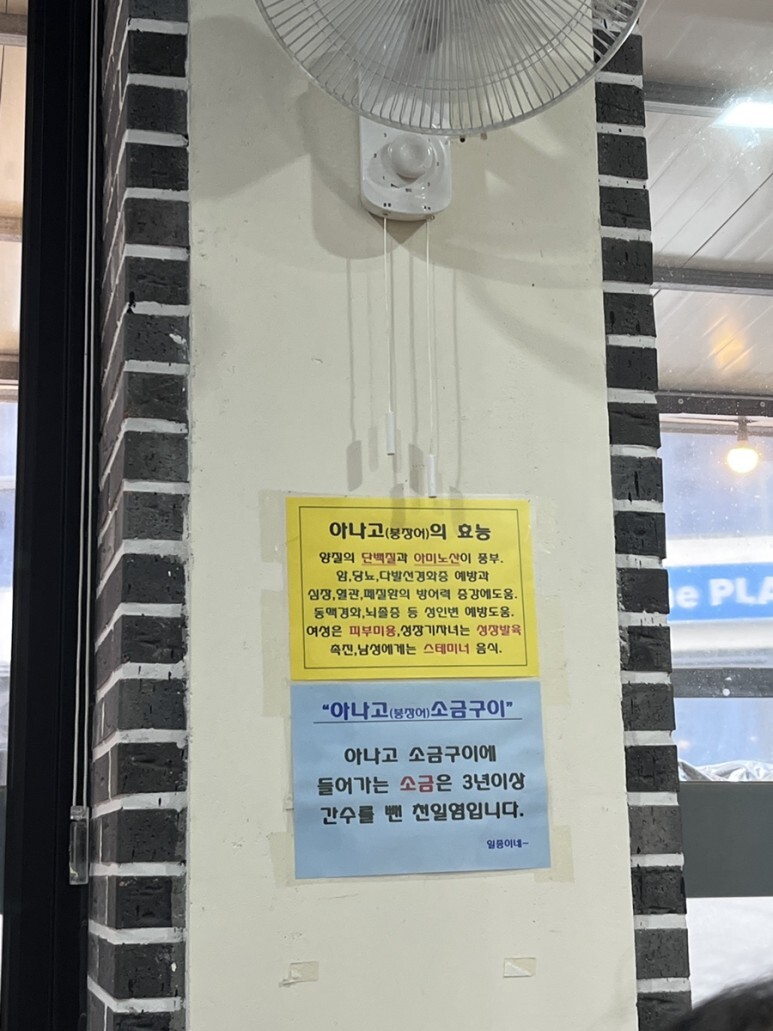 아나고(붕장어)의 효능
양질의 단백질과 아미노산이 풍부.
암,당뇨,다발선경화증 예방과
심장,혈관,폐질환의 방어력 증강에도움.
동맥경화,뇌졸증 등 성인변 예방도움.
여성은 피부미용,성장기자녀는 성장발육
촉진,남성에게는 스테미너 음식.
"아나고(붕장어)소금구이"
아나고 소금구이에
들어가는 소금은 3년이상
간수를 뺀 천일염입니다.
PLA